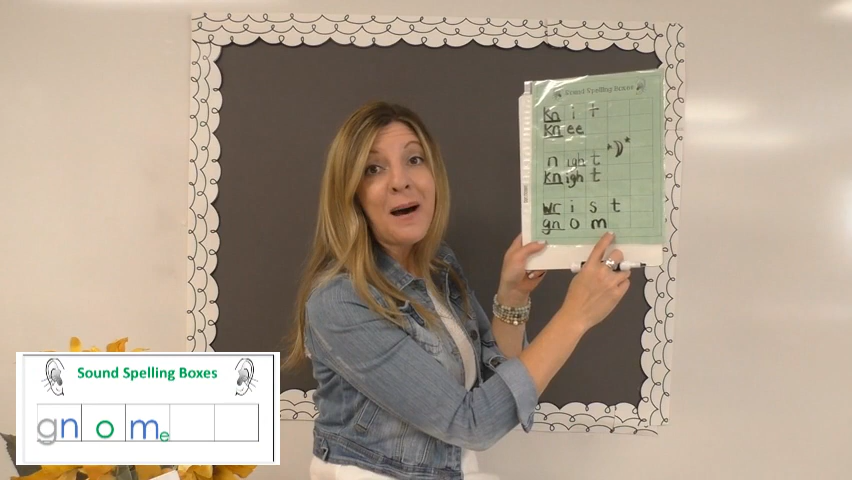 Sound Spelling Boxes
kn i t
kn ee
n igh t
kn igh t
wr i s t
gn o m
Sound Spelling Boxes
gn o me